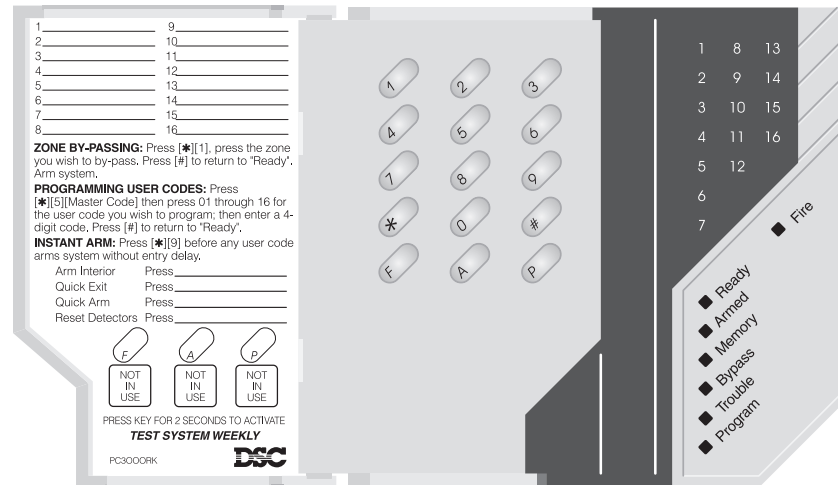 1 9
2 10
3 11
4 12
5 13
6 14
7 15
8 16
ZONE BY-PASSING: Press [✱][1], press the zone
you wish to by-pass. Press [#] to return to "Ready".
Arm system.
PROGRAMMING USER CODES: Press
[✱][5][Master Code] then press 01 through 16 for
the user code you wish to program; then enter a 4-
digit code. Press [#] to return to "Ready".
INSTANT ARM: Press [✱][9] before any user code
arms system without entry delay.
Arm Interior Press
Quick Exit Press
Quick Arm Press
Reset Detectors Press
F A P
NOT IN USE
NOT IN USE
NOT IN USE
PRESS KEY FOR 2 SECONDS TO ACTIVATE
TEST SYSTEM WEEKLY
PC3000RK DSC
1 2 3
4 5 6
7 8 9
* 0 #
F A P
1 8 13
2 9 14
3 10 15
4 11 16
5 12
6
7
Fire
Ready
Armed
Memory
Bypass
Trouble
Program